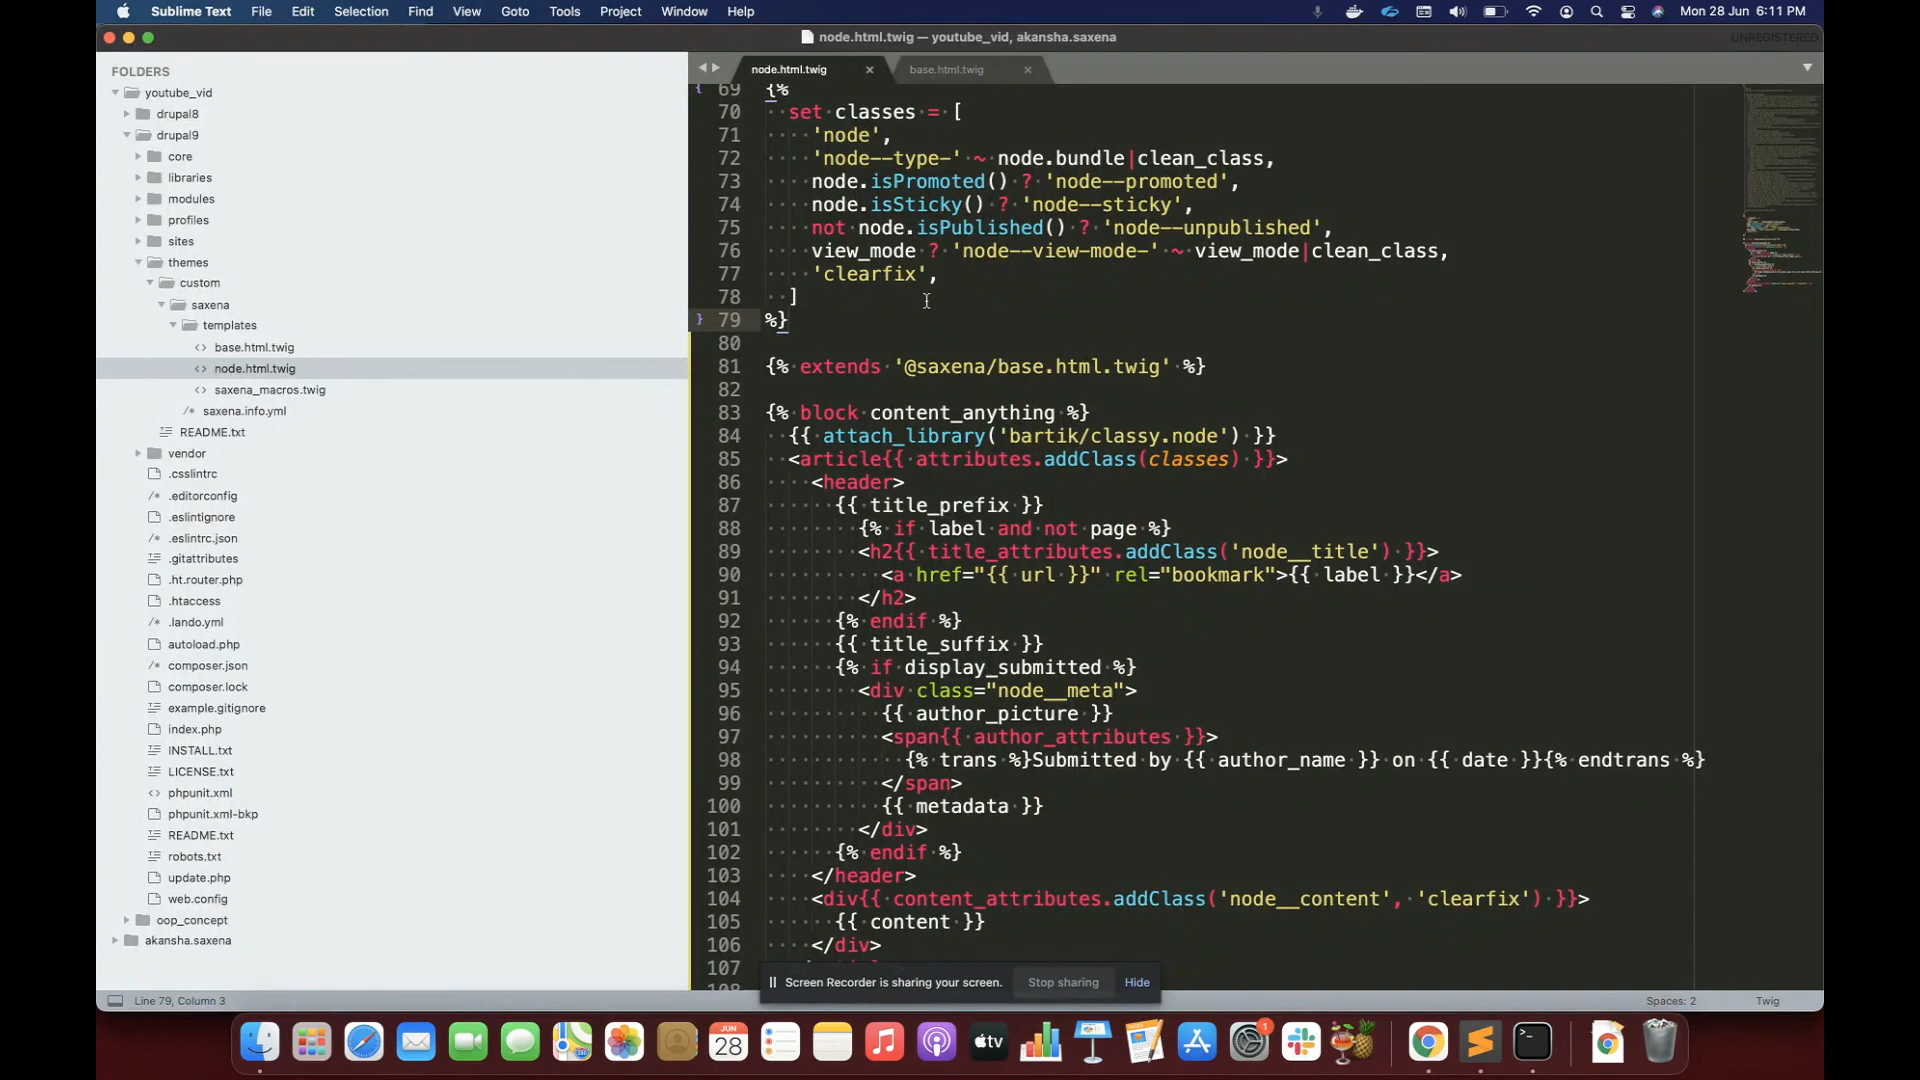 Sublime Text File Edit Selection Find View Goto Tools Project Window Help Mon 28 Jun 6:11 PM
node.html.twig — youtube_vid, akansha.saxena UNREGISTERED
FOLDERS
youtube_vid
drupal8
drupal9
core
libraries
modules
profiles
sites
themes
custom
saxena
templates
base.html.twig
node.html.twig
saxena_macros.twig
saxena.info.yml
README.txt
vendor
.csslintrc
.editorconfig
.eslintignore
.eslintrc.json
.gitattributes
.ht.router.php
.htaccess
.lando.yml
autoload.php
composer.json
composer.lock
example.gitignore
index.php
INSTALL.txt
LICENSE.txt
phpunit.xml
phpunit.xml-bkp
README.txt
robots.txt
update.php
web.config
oop_concept
akansha.saxena
node.html.twig base.html.twig
69 {%
70 set classes = [
71 'node',
72 'node--type-' ~ node.bundle|clean_class,
73 node.isPromoted() ? 'node--promoted',
74 node.isSticky() ? 'node--sticky',
75 not node.isPublished() ? 'node--unpublished',
76 view_mode ? 'node--view-mode-' ~ view_mode|clean_class,
77 'clearfix',
78 ]
79 %}
80
81 {% extends '@saxena/base.html.twig' %}
82
83 {% block content_anything %}
84 {{ attach_library('bartik/classy.node') }}
85 <article{{ attributes.addClass(classes) }}>
86 <header>
87 {{ title_prefix }}
88 {% if label and not page %}
89 <h2{{ title_attributes.addClass('node__title') }}>
90 <a href="{{ url }}" rel="bookmark">{{ label }}</a>
91 </h2>
92 {% endif %}
93 {{ title_suffix }}
94 {% if display_submitted %}
95 <div class="node__meta">
96 {{ author_picture }}
97 <span{{ author_attributes }}>
98 {% trans %}Submitted by {{ author_name }} on {{ date }}{% endtrans %}
99 </span>
100 {{ metadata }}
101 </div>
102 {% endif %}
103 </header>
104 <div{{ content_attributes.addClass('node__content', 'clearfix') }}>
105 {{ content }}
106 </div>
107
Screen Recorder is sharing your screen. Stop sharing Hide
Line 79, Column 3 Spaces: 2 Twig
JUN
28
tv
1